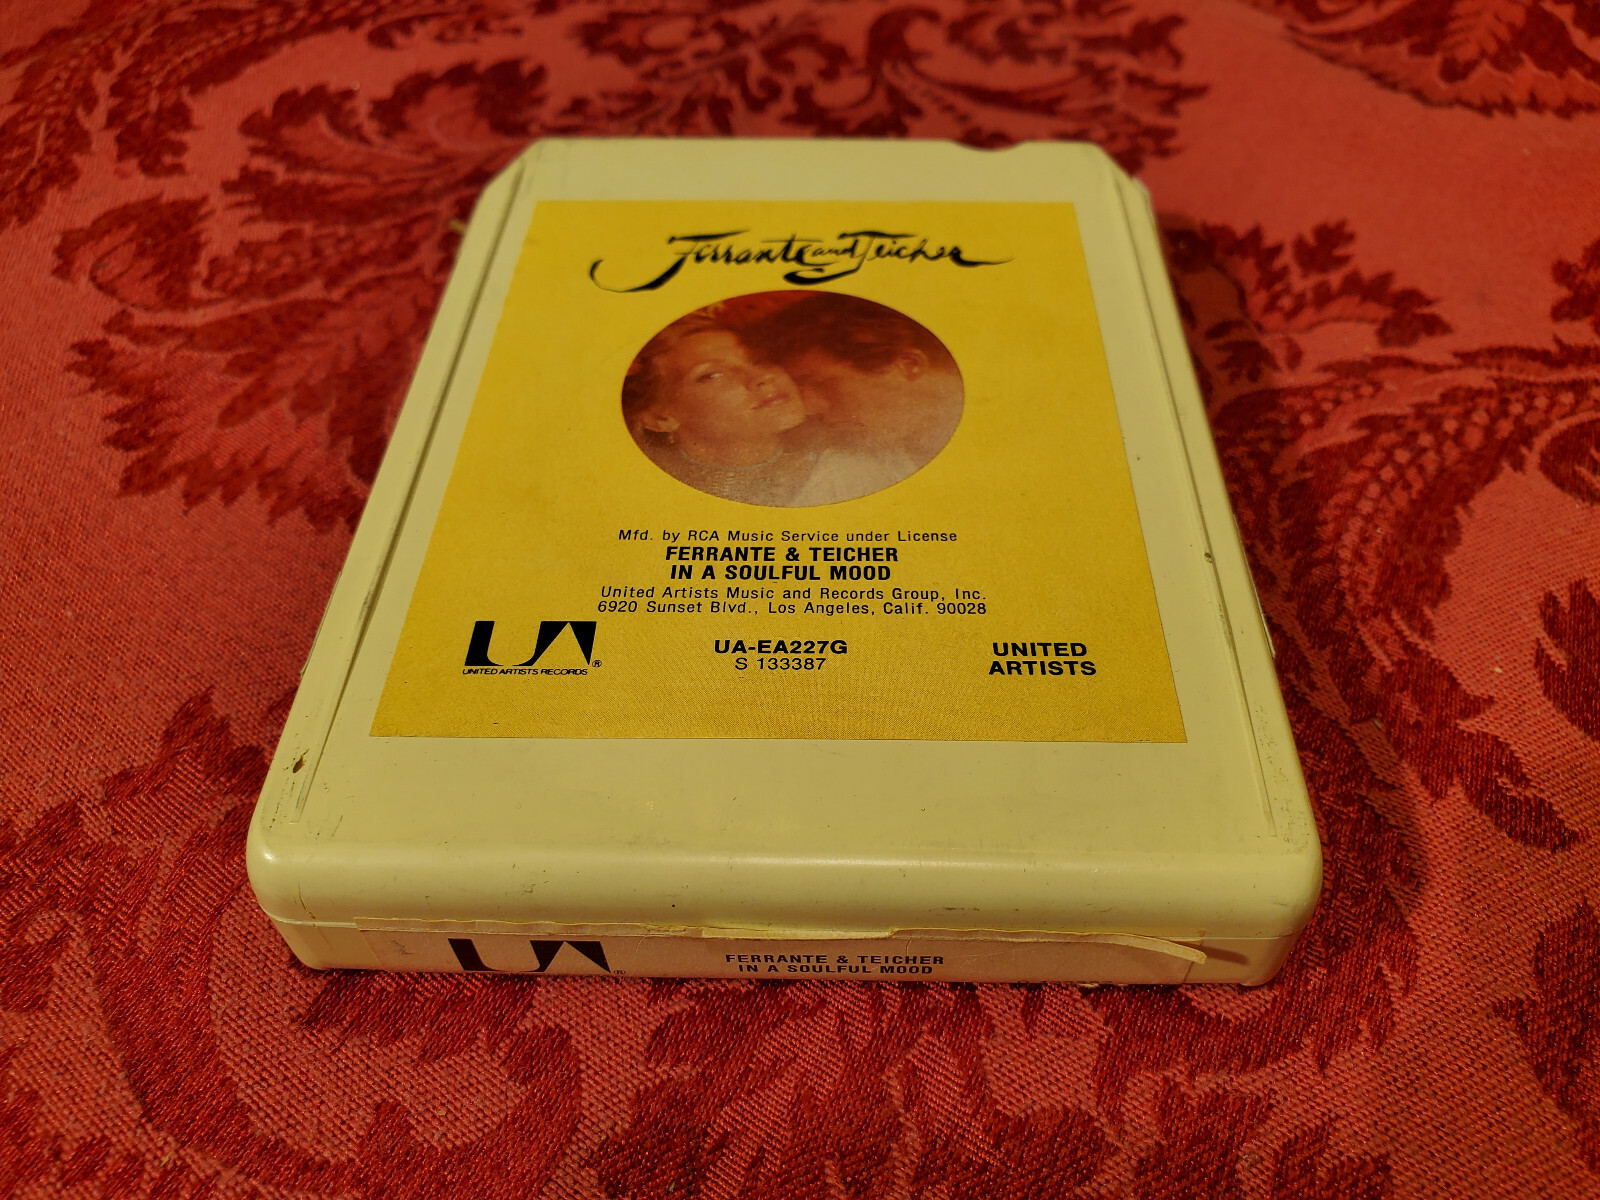 Ferrante and Teicher
Mfd. by RCA Music Service under License
FERRANTE & TEICHER
IN A SOULFUL MOOD
United Artists Music and Records Group, Inc.
6920 Sunset Blvd., Los Angeles, Calif. 90028
UA®
UNITED ARTISTS RECORDS
UA-EA227G
S 133387
UNITED
ARTISTS
UA®
FERRANTE & TEICHER
IN A SOULFUL MOOD